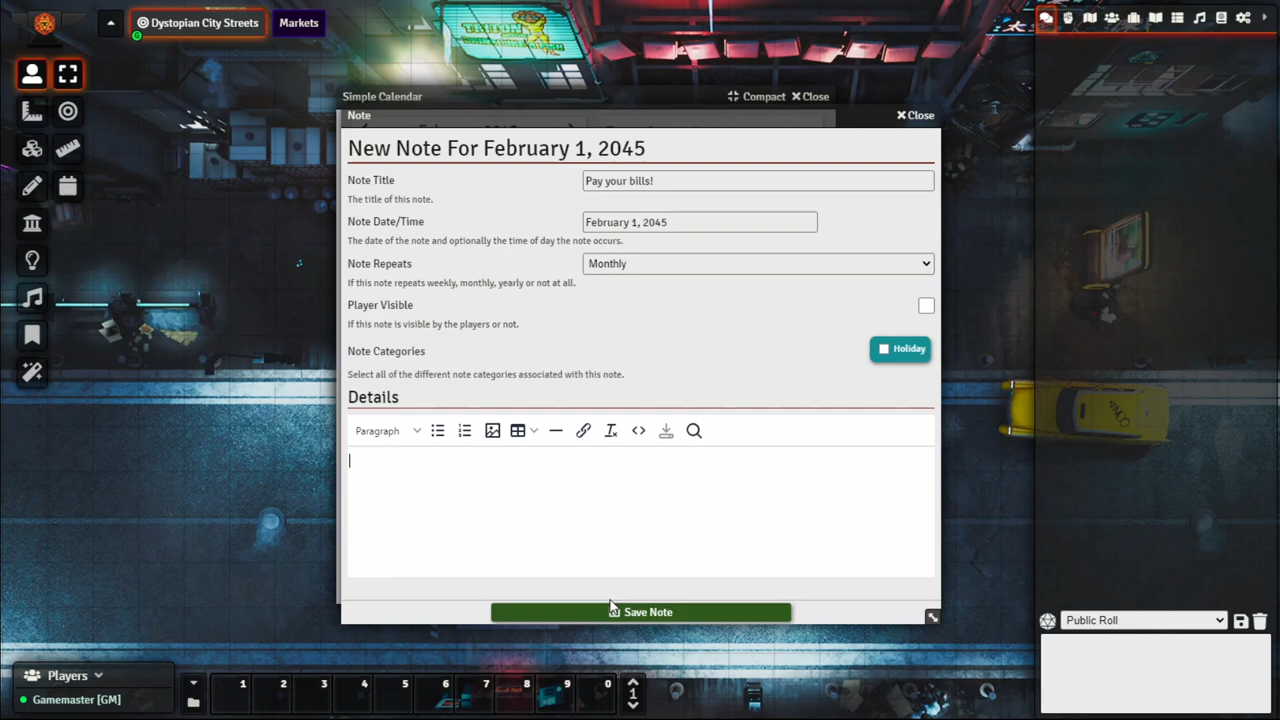 Dystopian City Streets
G
Markets
Simple Calendar
Compact
Close
Note
Close
New Note For February 1, 2045
Note Title
Pay your bills!
The title of this note.
Note Date/Time
February 1, 2045
The date of the note and optionally the time of day the note occurs.
Note Repeats
Monthly
If this note repeats weekly, monthly, yearly or not at all.
Player Visible
If this note is visible by the players or not.
Note Categories
Holiday
Select all of the different note categories associated with this note.
Details
Paragraph
Save Note
Public Roll
Players
Gamemaster [GM]
1 2 3 4 5 6 7 8 9 0
1